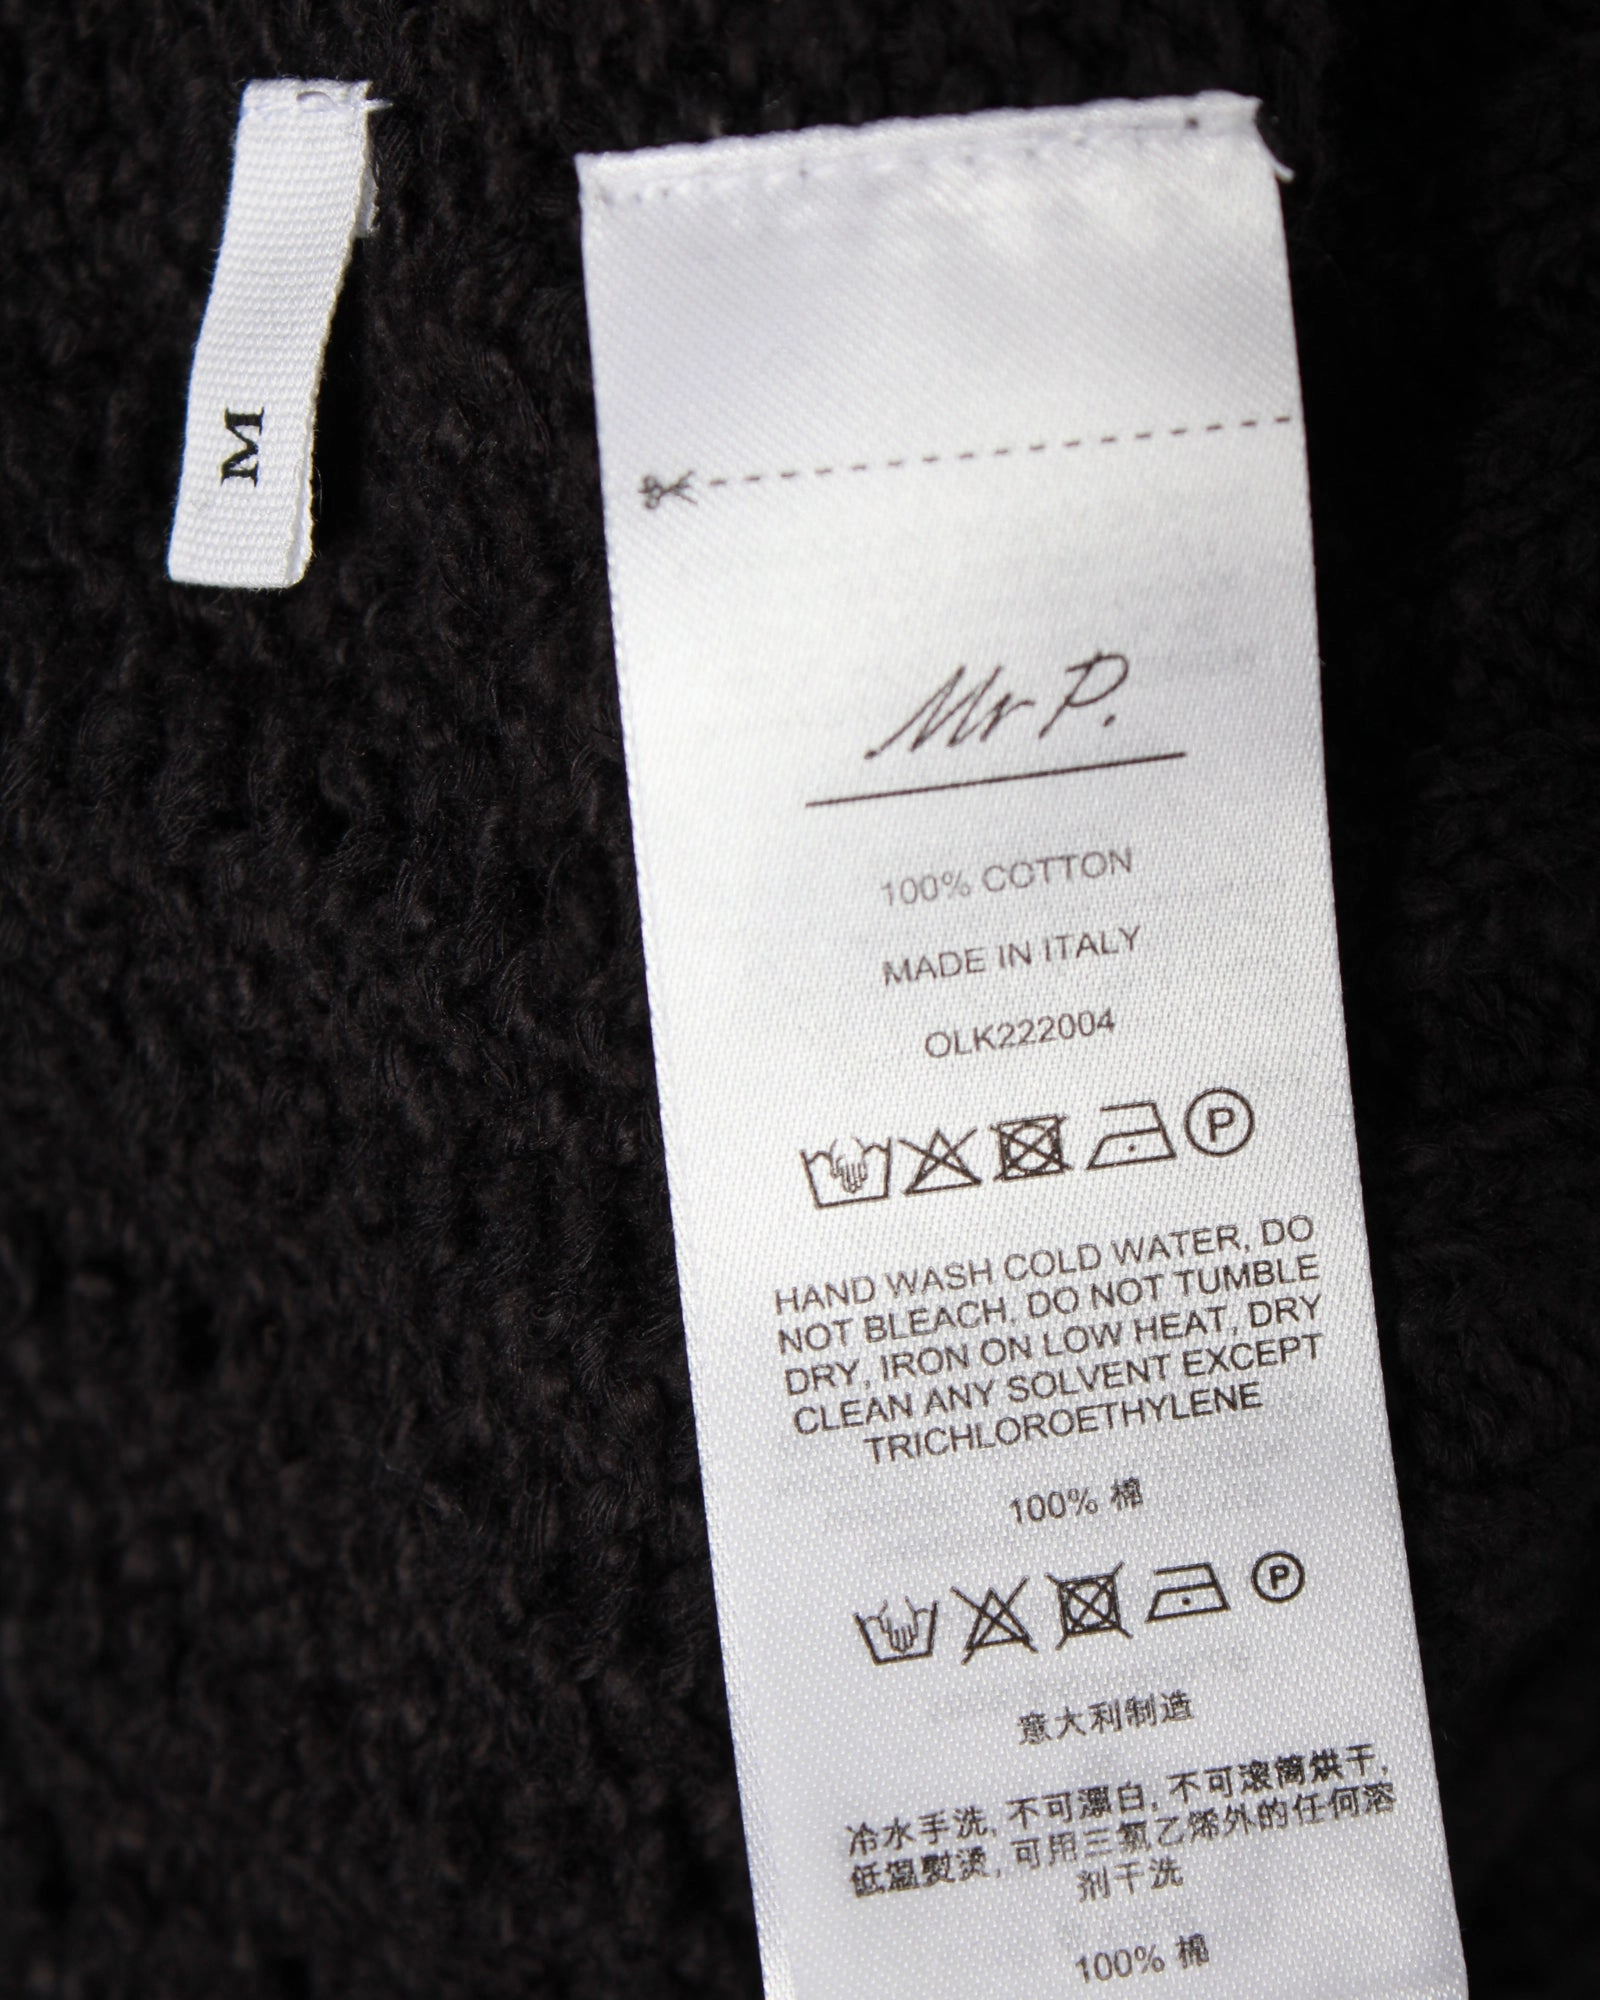 M
Mr P.
100% COTTON
MADE IN ITALY
OLK222004
P
HAND WASH COLD WATER, DO
NOT BLEACH, DO NOT TUMBLE
DRY, IRON ON LOW HEAT, DRY
CLEAN ANY SOLVENT EXCEPT
TRICHLOROETHYLENE
100% 棉
P
意大利制造
冷水手洗, 不可漂白, 不可滚筒烘干,
低温熨烫, 可用三氯乙烯外的任何溶
剂干洗
100% 棉